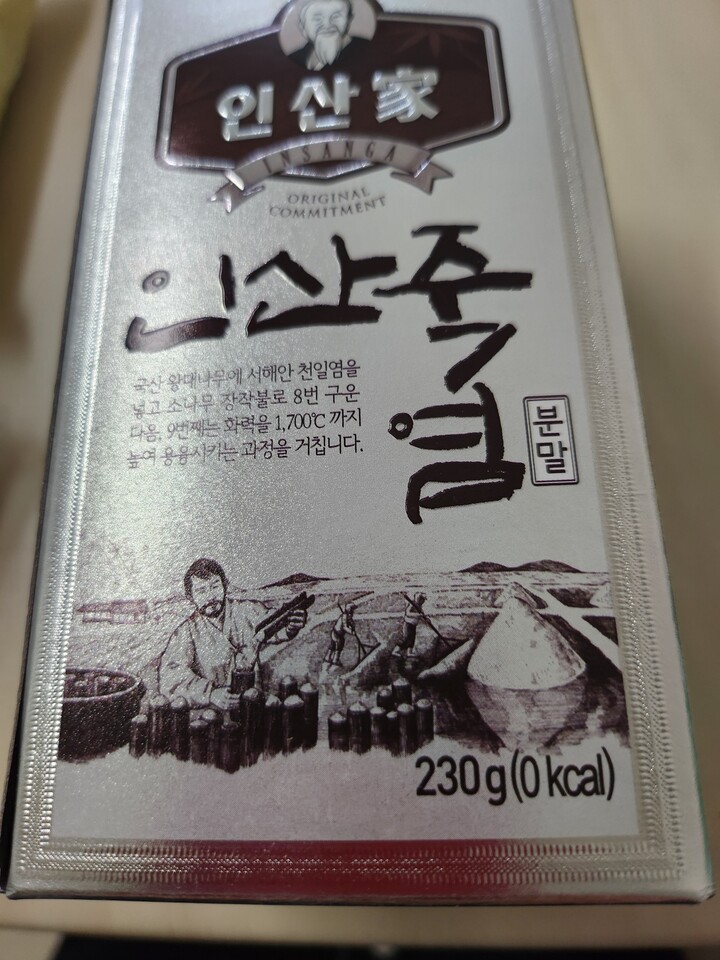 인산家
INSANGA
ORIGINAL
COMMITMENT
인산죽염
분말
국산 왕대나무에 서해안 천일염을
넣고 소나무 장작불로 8번 구운
다음, 9번째는 화력을 1,700℃ 까지
높여 용융시키는 과정을 거칩니다.
230 g (0 kcal)